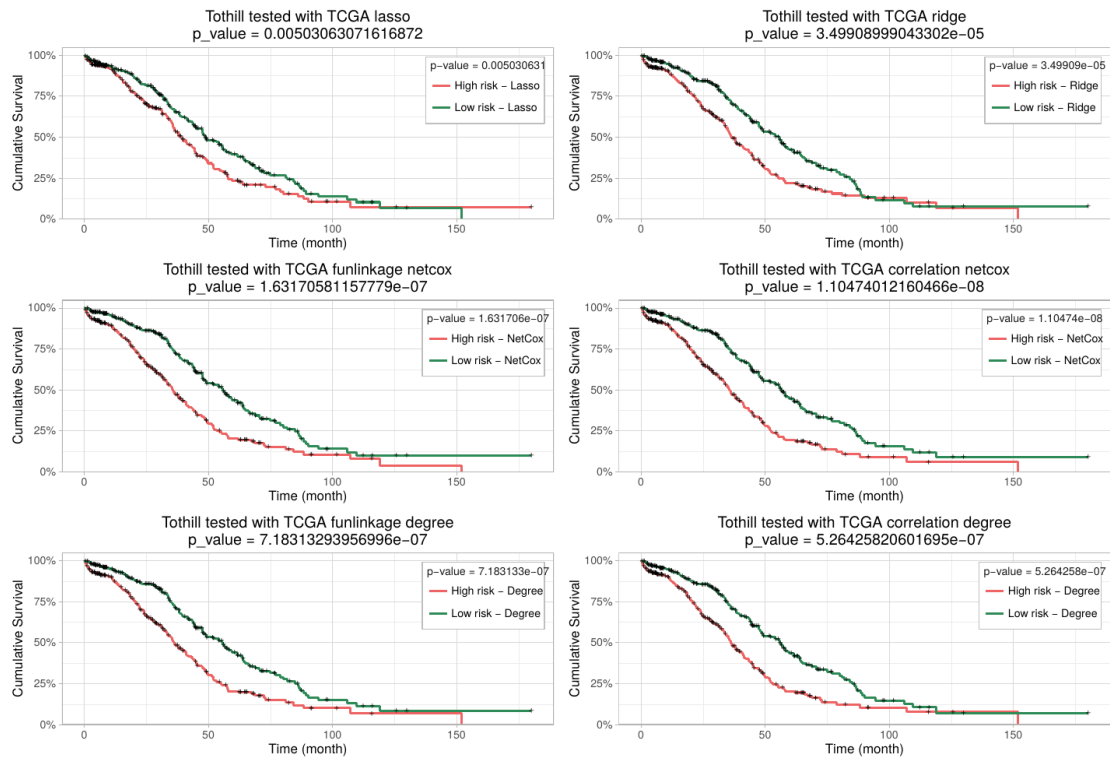 Tothill tested with TCGA lasso
p_value = 0.00503063071616872
100%
75%
50%
25%
0%
Cumulative Survival
p−value = 0.005030631
High risk − Lasso
Low risk − Lasso
0
50
100
150
Time (month)
Tothill tested with TCGA ridge
p_value = 3.49908999043302e−05
100%
75%
50%
25%
0%
Cumulative Survival
p−value = 3.49909e−05
High risk − Ridge
Low risk − Ridge
0
50
100
150
Time (month)
Tothill tested with TCGA funlinkage netcox
p_value = 1.63170581157779e−07
100%
75%
50%
25%
0%
Cumulative Survival
p−value = 1.631706e−07
High risk − NetCox
Low risk − NetCox
0
50
100
150
Time (month)
Tothill tested with TCGA correlation netcox
p_value = 1.10474012160466e−08
100%
75%
50%
25%
0%
Cumulative Survival
p−value = 1.10474e−08
High risk − NetCox
Low risk − NetCox
0
50
100
150
Time (month)
Tothill tested with TCGA funlinkage degree
p_value = 7.18313293956996e−07
100%
75%
50%
25%
0%
Cumulative Survival
p−value = 7.183133e−07
High risk − Degree
Low risk − Degree
0
50
100
150
Time (month)
Tothill tested with TCGA correlation degree
p_value = 5.26425820601695e−07
100%
75%
50%
25%
0%
Cumulative Survival
p−value = 5.264258e−07
High risk − Degree
Low risk − Degree
0
50
100
150
Time (month)